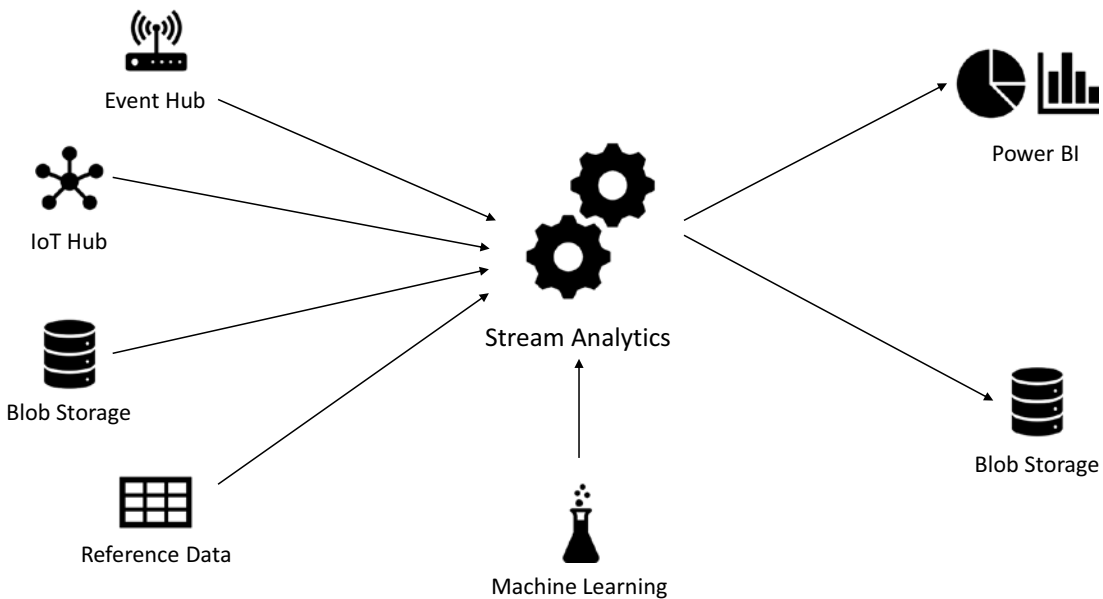 Event Hub
IoT Hub
Blob Storage
Reference Data
Stream Analytics
Machine Learning
Power BI
Blob Storage